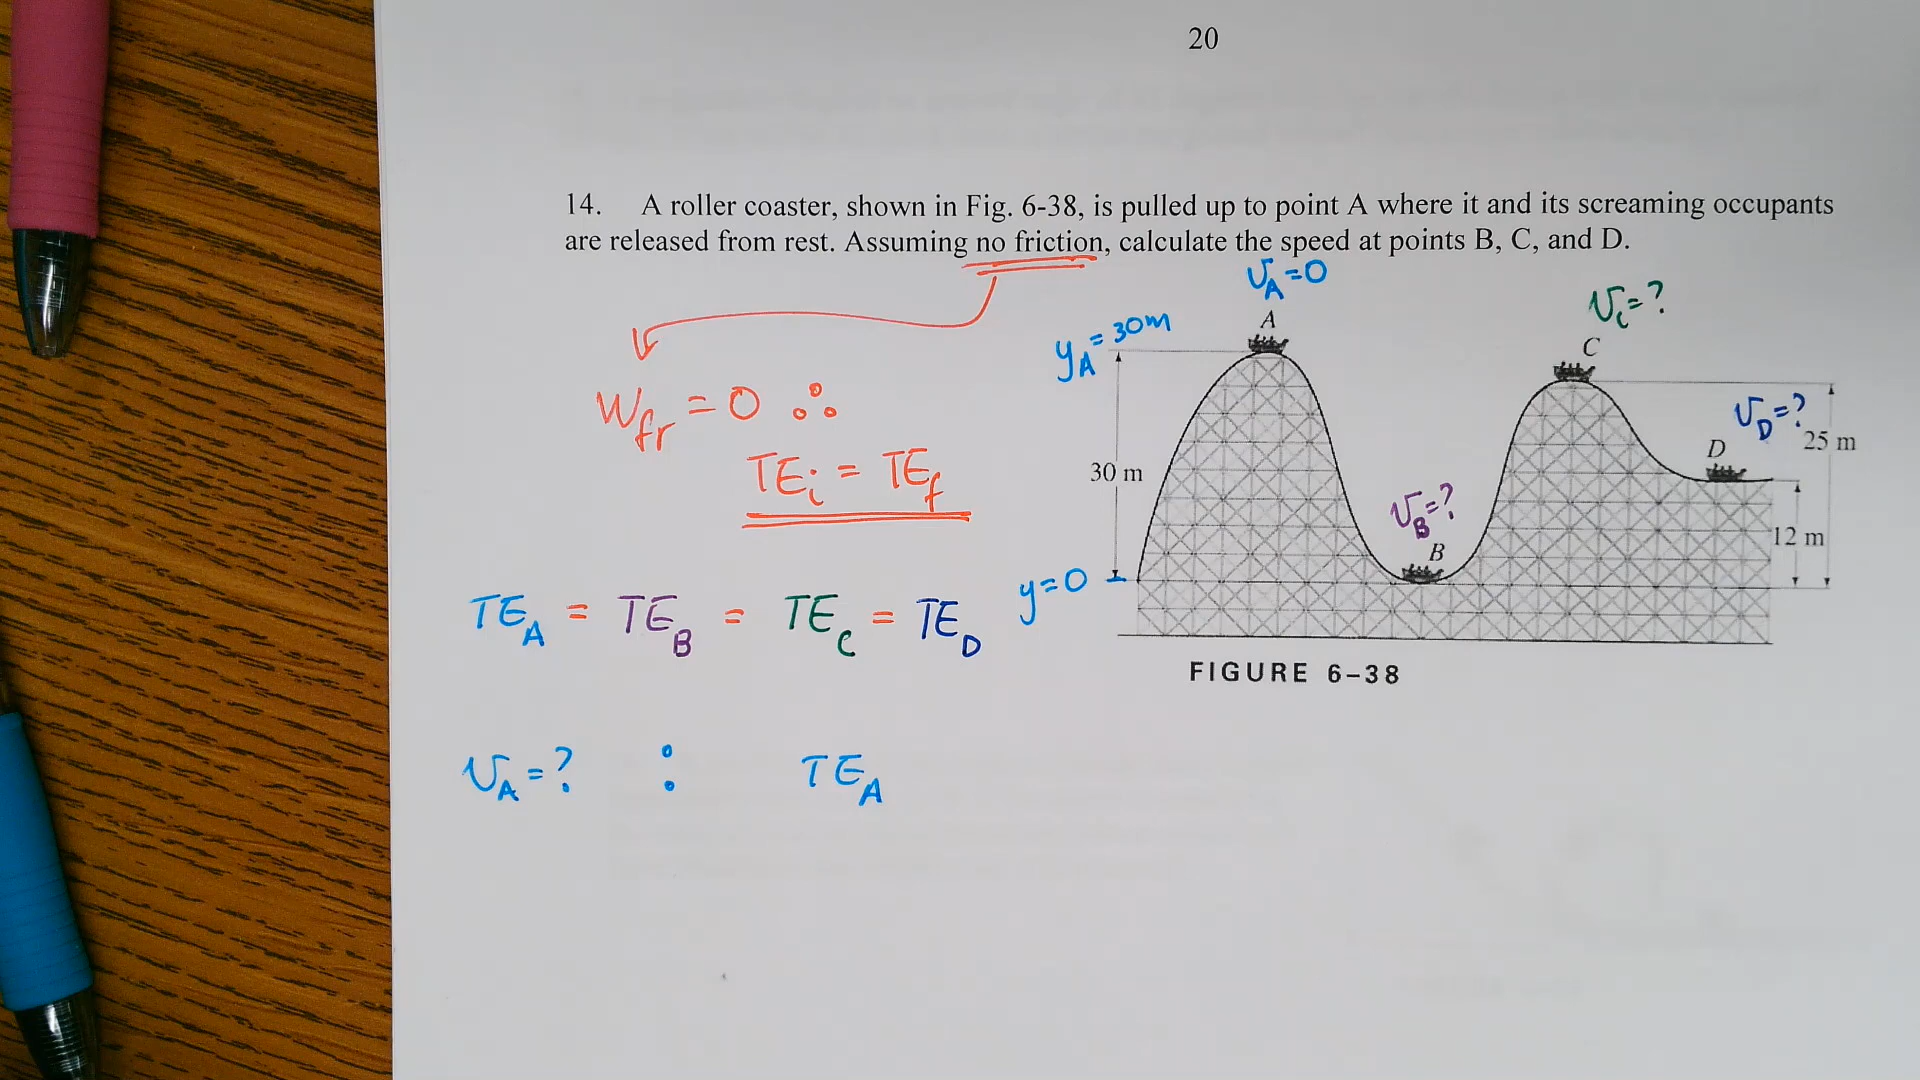 20
14. A roller coaster, shown in Fig. 6-38, is pulled up to point A where it and its screaming occupants
are released from rest. Assuming no friction, calculate the speed at points B, C, and D.
v_A = 0
y_A = 30m
A
v_C = ?
C
W_fr = 0 ∴
v_D = ?
25 m
D
TE_i = TE_f
30 m
v_B = ?
B
12 m
y = 0
TE_A = TE_B = TE_C = TE_D
FIGURE 6-38
v_A = ? : TE_A